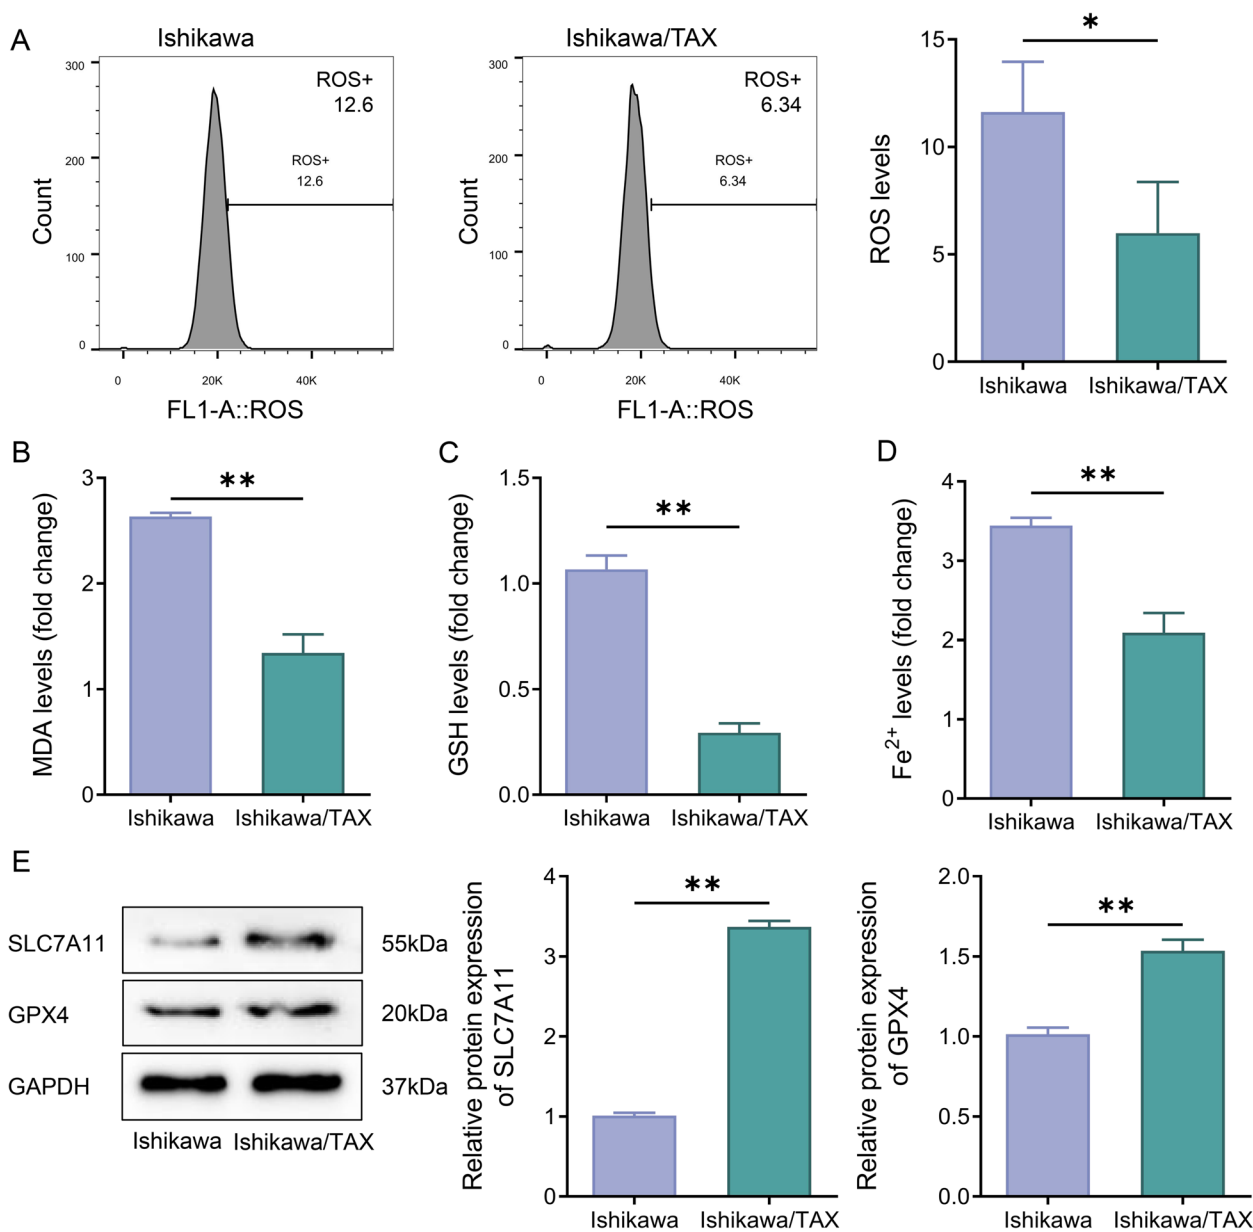 A
Ishikawa
300
200
100
0
Count
ROS+
12.6
ROS+
12.6
0
20K
40K
FL1-A::ROS
Ishikawa/TAX
300
200
100
0
Count
ROS+
6.34
ROS+
6.34
0
20K
40K
FL1-A::ROS
*
15
10
5
0
ROS levels
Ishikawa
Ishikawa/TAX
B
**
3
2
1
0
MDA levels (fold change)
Ishikawa
Ishikawa/TAX
C
**
1.5
1.0
0.5
0.0
GSH levels (fold change)
Ishikawa
Ishikawa/TAX
D
**
4
3
2
1
0
Fe²⁺ levels (fold change)
Ishikawa
Ishikawa/TAX
E
SLC7A11
55kDa
GPX4
20kDa
GAPDH
37kDa
Ishikawa
Ishikawa/TAX
**
4
3
2
1
0
Relative protein expression
of SLC7A11
Ishikawa
Ishikawa/TAX
**
2.0
1.5
1.0
0.5
0.0
Relative protein expression
of GPX4
Ishikawa
Ishikawa/TAX